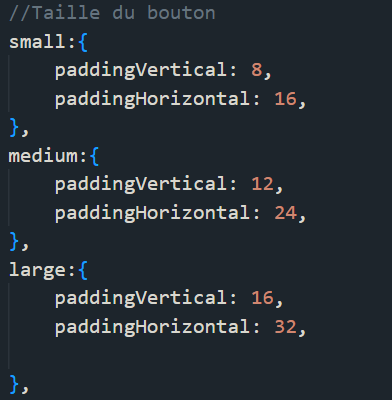 //Taille du bouton
small:{
    paddingVertical: 8,
    paddingHorizontal: 16,
},
medium:{
    paddingVertical: 12,
    paddingHorizontal: 24,
},
large:{
    paddingVertical: 16,
    paddingHorizontal: 32,

},